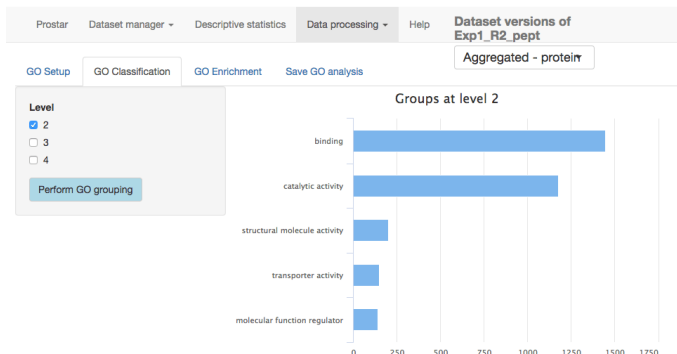 Prostar Dataset manager Descriptive statistics Data processing Help Dataset versions of
Exp1_R2_pept
Aggregated - protein
GO Setup GO Classification GO Enrichment Save GO analysis
Groups at level 2
Level
2
3
4
Perform GO grouping
binding
catalytic activity
structural molecule activity
transporter activity
molecular function regulator
0 250 500 750 1000 1250 1500 1750